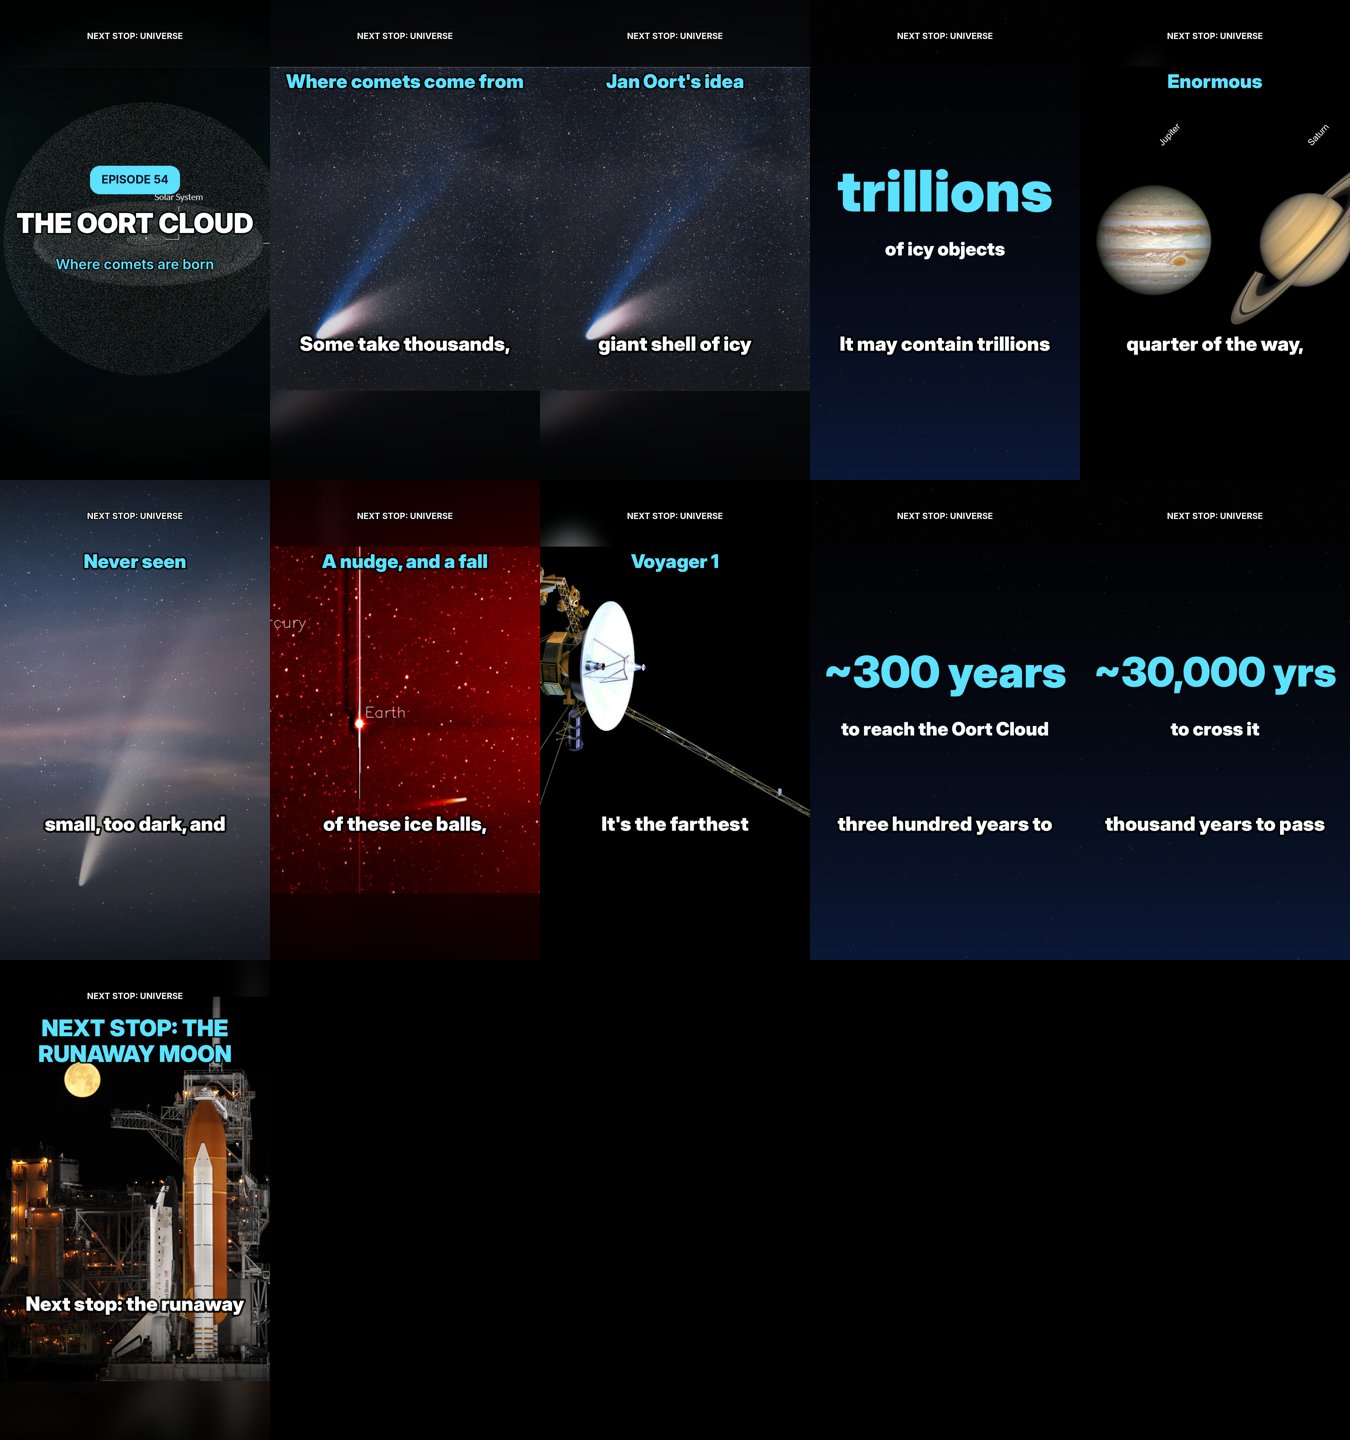 NEXT STOP: UNIVERSE
EPISODE 54
Solar System
THE OORT CLOUD
Where comets are born
NEXT STOP: UNIVERSE
Where comets come from
Some take thousands,
NEXT STOP: UNIVERSE
Jan Oort's idea
giant shell of icy
NEXT STOP: UNIVERSE
trillions
of icy objects
It may contain trillions
NEXT STOP: UNIVERSE
Enormous
Jupiter
Saturn
quarter of the way,
NEXT STOP: UNIVERSE
Never seen
small, too dark, and
NEXT STOP: UNIVERSE
A nudge, and a fall
rcury
Earth
of these ice balls,
NEXT STOP: UNIVERSE
Voyager 1
It's the farthest
NEXT STOP: UNIVERSE
~300 years
to reach the Oort Cloud
three hundred years to
NEXT STOP: UNIVERSE
~30,000 yrs
to cross it
thousand years to pass
NEXT STOP: UNIVERSE
NEXT STOP: THE
RUNAWAY MOON
Next stop: the runaway